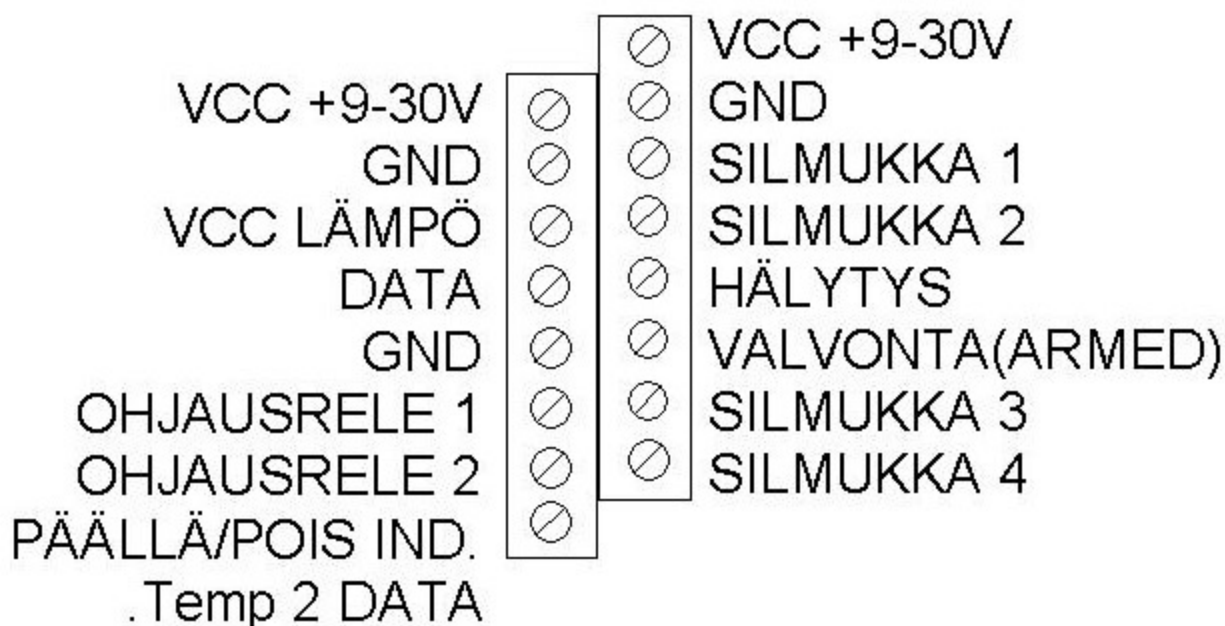 VCC +9-30V
GND
VCC LÄMPÖ
DATA
GND
OHJAUSRELE 1
OHJAUSRELE 2
PÄÄLLÄ/POIS IND.
.Temp 2 DATA
VCC +9-30V
GND
SILMUKKA 1
SILMUKKA 2
HÄLYTYS
VALVONTA(ARMED)
SILMUKKA 3
SILMUKKA 4